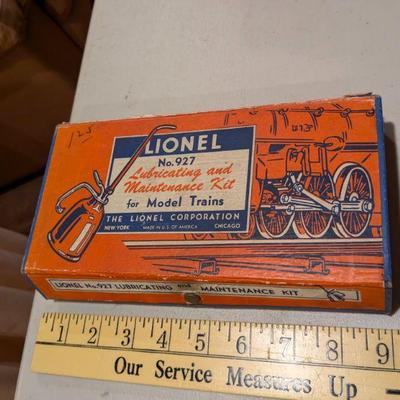 125
LIONEL
No. 927
Lubricating and
Maintenance Kit
for Model Trains
THE LIONEL CORPORATION
NEW YORK MADE IN U.S. OF AMERICA CHICAGO
LIONEL No. 927 LUBRICATING and MAINTENANCE KIT
1 2 3 4 5 6 7 8 9
Our Service Measures Up